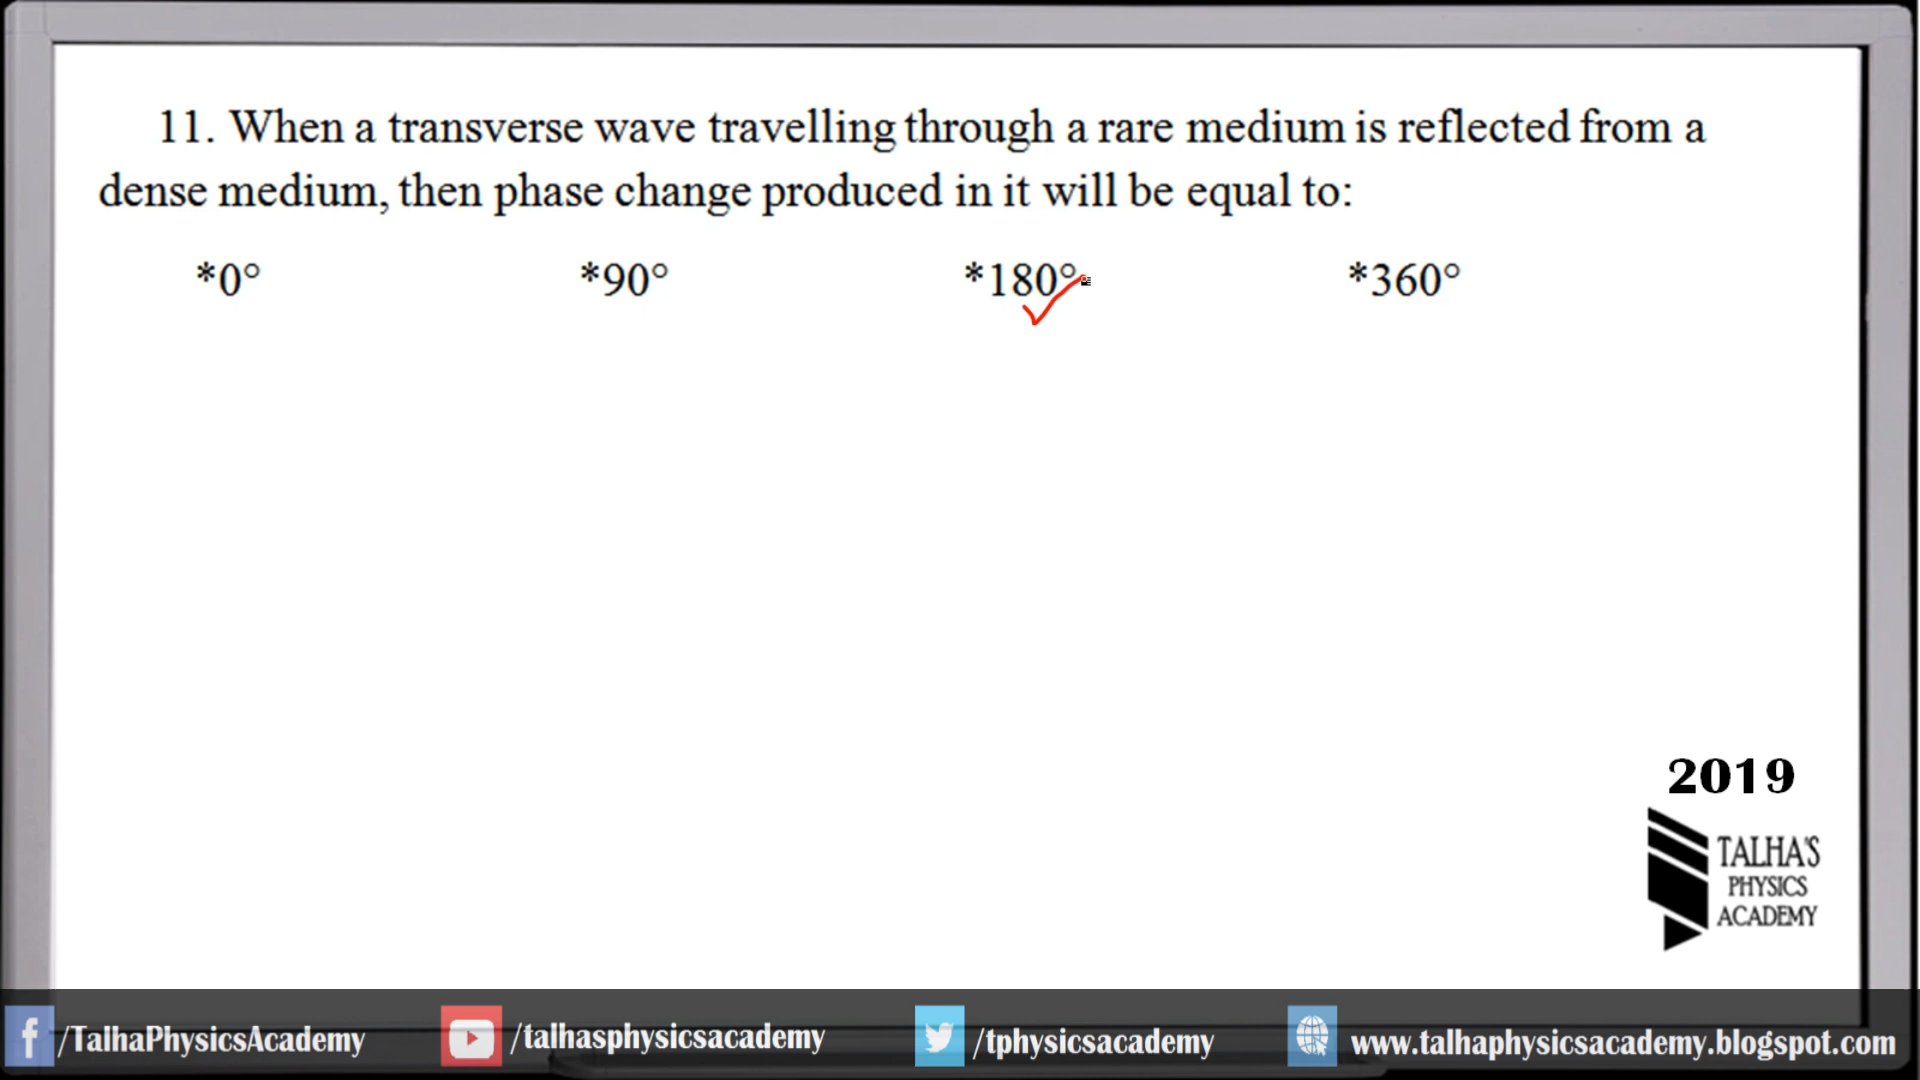 11. When a transverse wave travelling through a rare medium is reflected from a
dense medium, then phase change produced in it will be equal to:
*0° *90° *180° *360°
2019
TALHA'S
PHYSICS
ACADEMY
/TalhaPhysicsAcademy /talhasphysicsacademy /tphysicsacademy www.talhaphysicsacademy.blogspot.com